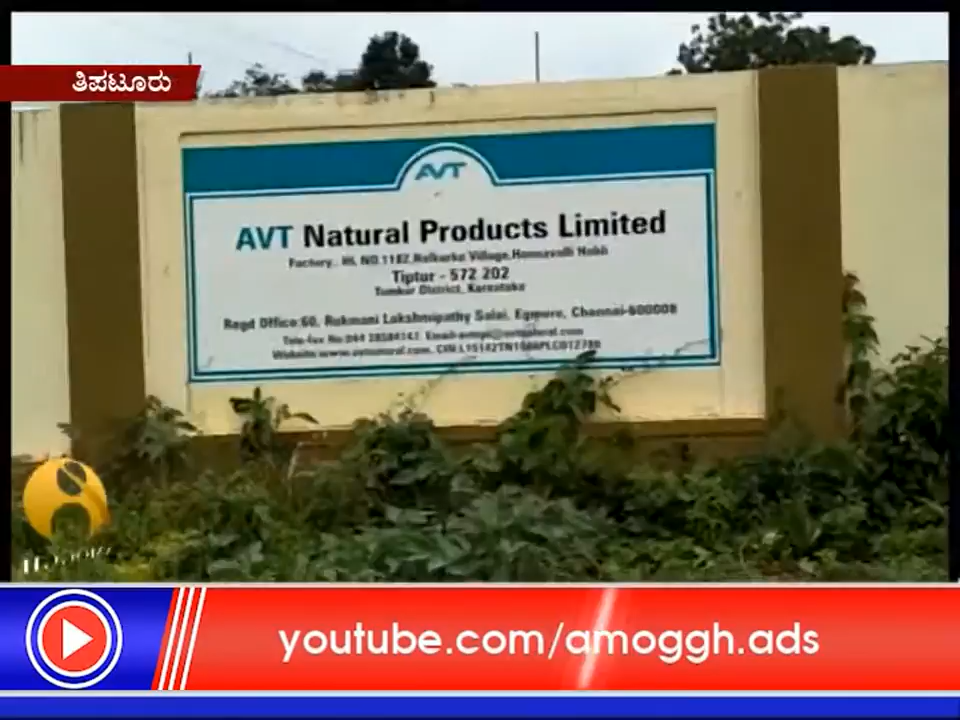 ತಿಪಟೂರು
AVT
AVT Natural Products Limited
Factory.
Tiptur - 572 202
Tumkur District, Karnataka
Regd Office:60, Rukmani Lakshmipathy Salai, Egmore, Chennai-600008
youtube.com/amoggh.ads